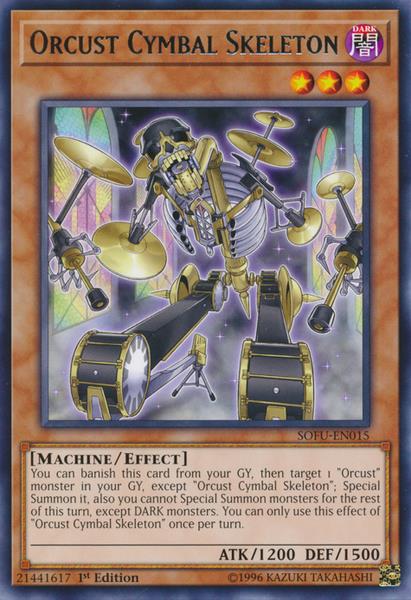 ORCUST CYMBAL SKELETON
DARK
闇
SOFU-EN015
[MACHINE/EFFECT]
You can banish this card from your GY, then target 1 "Orcust"
monster in your GY, except "Orcust Cymbal Skeleton"; Special
Summon it, also you cannot Special Summon monsters for the rest
of this turn, except DARK monsters. You can only use this effect of
"Orcust Cymbal Skeleton" once per turn.
ATK/1200 DEF/1500
21441617 1st Edition ©1996 KAZUKI TAKAHASHI